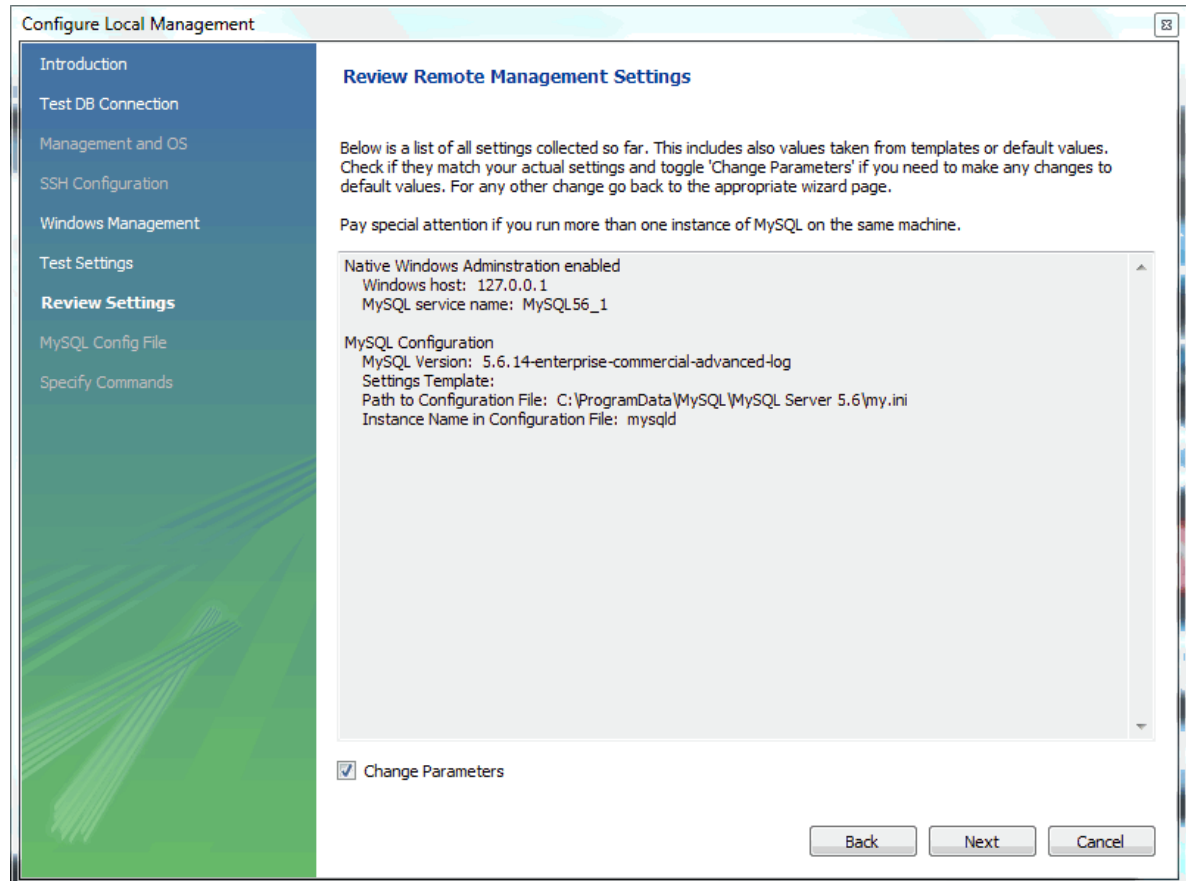 Configure Local Management
Introduction
Test DB Connection
Management and OS
SSH Configuration
Windows Management
Test Settings
Review Settings
MySQL Config File
Specify Commands
Review Remote Management Settings
Below is a list of all settings collected so far. This includes also values taken from templates or default values.
Check if they match your actual settings and toggle 'Change Parameters' if you need to make any changes to
default values. For any other change go back to the appropriate wizard page.
Pay special attention if you run more than one instance of MySQL on the same machine.
Native Windows Adminstration enabled
Windows host: 127.0.0.1
MySQL service name: MySQL56_1
MySQL Configuration
MySQL Version: 5.6.14-enterprise-commercial-advanced-log
Settings Template:
Path to Configuration File: C:\ProgramData\MySQL\MySQL Server 5.6\my.ini
Instance Name in Configuration File: mysqld
Change Parameters
Back Next Cancel